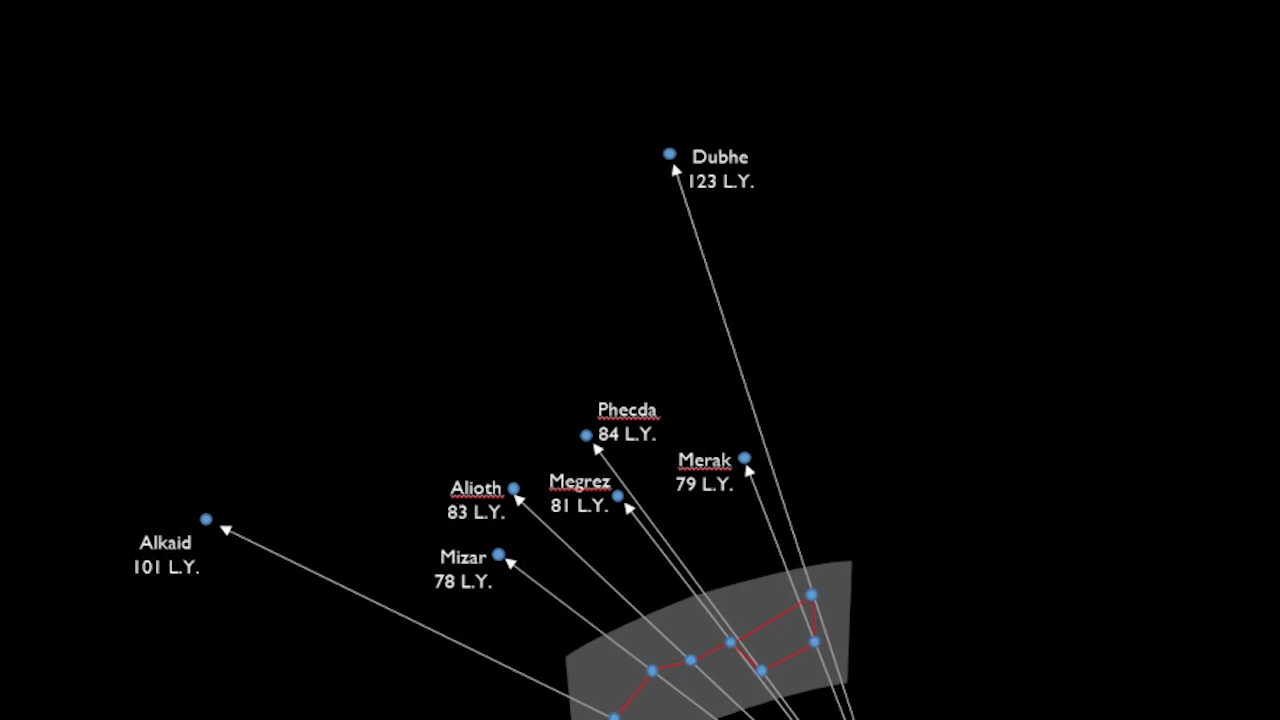 Dubhe
123 L.Y.
Phecda
84 L.Y.
Merak
79 L.Y.
Megrez
81 L.Y.
Alioth
83 L.Y.
Alkaid
101 L.Y.
Mizar
78 L.Y.